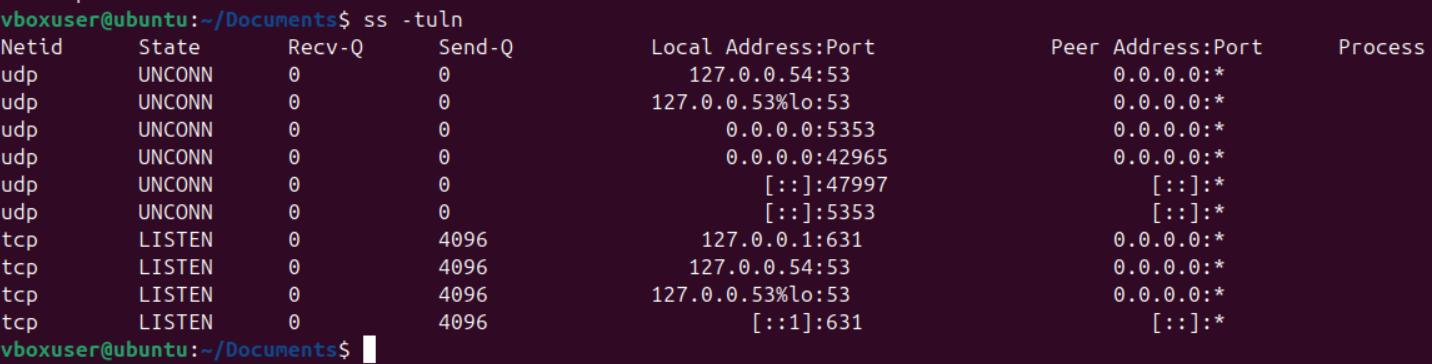 vboxuser@ubuntu:~/Documents$ ss -tuln
Netid State Recv-Q Send-Q Local Address:Port Peer Address:Port Process
udp UNCONN 0 0 127.0.0.54:53 0.0.0.0:*
udp UNCONN 0 0 127.0.0.53%lo:53 0.0.0.0:*
udp UNCONN 0 0 0.0.0.0:5353 0.0.0.0:*
udp UNCONN 0 0 0.0.0.0:42965 0.0.0.0:*
udp UNCONN 0 0 [::]:47997 [::]:*
udp UNCONN 0 0 [::]:5353 [::]:*
tcp LISTEN 0 4096 127.0.0.1:631 0.0.0.0:*
tcp LISTEN 0 4096 127.0.0.54:53 0.0.0.0:*
tcp LISTEN 0 4096 127.0.0.53%lo:53 0.0.0.0:*
tcp LISTEN 0 4096 [::1]:631 [::]:*
vboxuser@ubuntu:~/Documents$